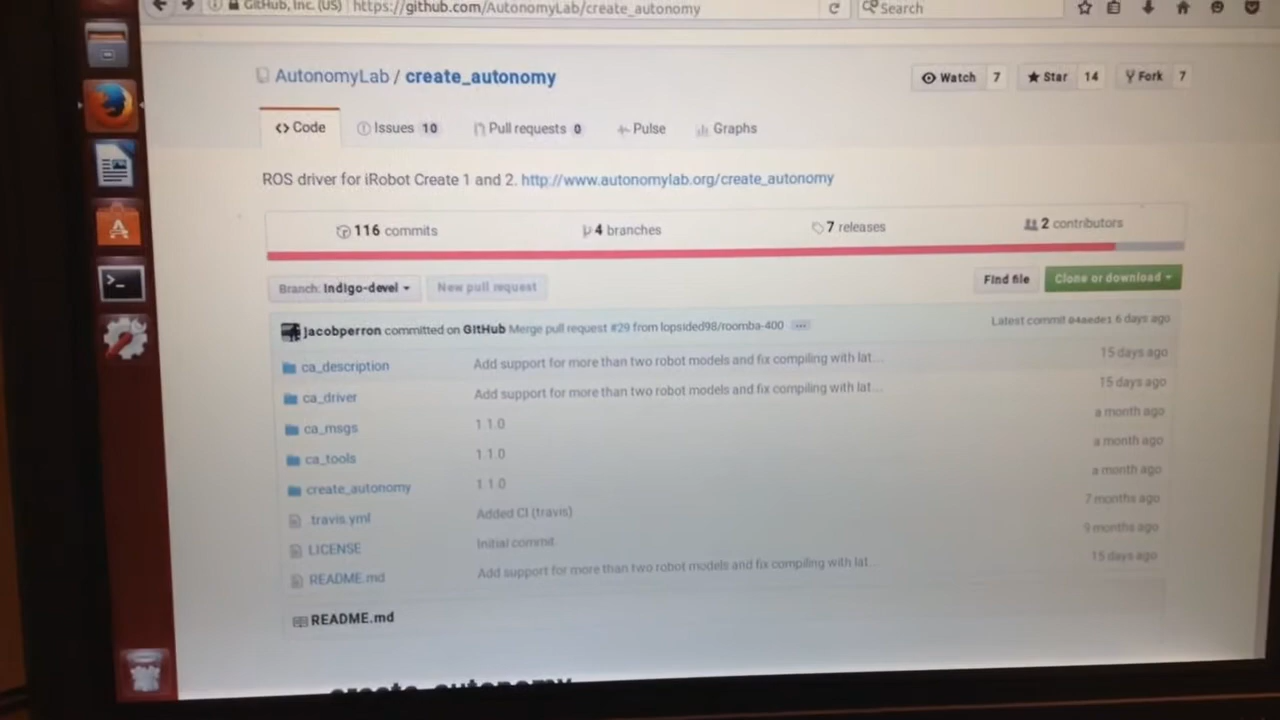 GitHub, Inc. (US) https://github.com/AutonomyLab/create_autonomy Search
AutonomyLab / create_autonomy Watch 7 Star 14 Fork 7
Code Issues 10 Pull requests 0 Pulse Graphs
ROS driver for iRobot Create 1 and 2. http://www.autonomylab.org/create_autonomy
116 commits 4 branches 7 releases 2 contributors
Branch: indigo-devel New pull request Find file Clone or download
jacobperron committed on GitHub Merge pull request #29 from lopsided98/roomba-400 ... Latest commit 6 days ago
ca_description Add support for more than two robot models and fix compiling with lat... 15 days ago
ca_driver Add support for more than two robot models and fix compiling with lat... 15 days ago
ca_msgs 1.1.0 a month ago
ca_tools 1.1.0 a month ago
create_autonomy 1.1.0 a month ago
.travis.yml Added CI (travis) 7 months ago
LICENSE Initial commit 9 months ago
README.md Add support for more than two robot models and fix compiling with lat... 15 days ago
README.md
create_autonomy